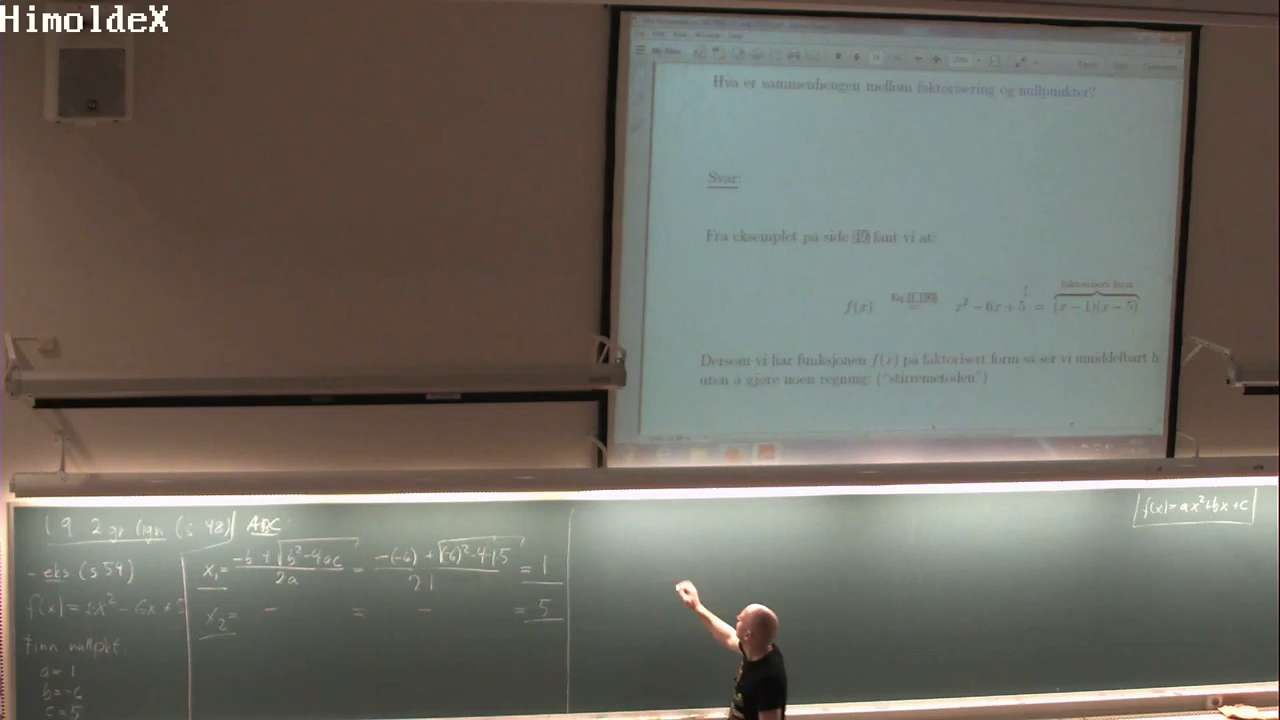 HimoldeX
Hva er sammenhengen mellom faktorisering og nullpunkter?
Svar:
Fra eksemplet på side 49 fant vi at:
faktorisert form
f(x) = x² − 6x + 5 = (x − 1)(x − 5)
Dersom vi har funksjonen f(x) på faktorisert form så ser vi umiddelbart h
uten å gjøre noen regning: ("stirremetoden")
f(x) = ax² + bx + c
1.9 2.gr. lign (s 48)
- eks (s 54)
f(x) = 1x² - 6x + 5
Finn nullpkt
a = 1
b = -6
c = 5
ABC:
x₁ = -b + √b² - 4ac / 2a = -(-6) + √(-6)² - 4·1·5 / 2·1 = 1
x₂ = - = - = 5